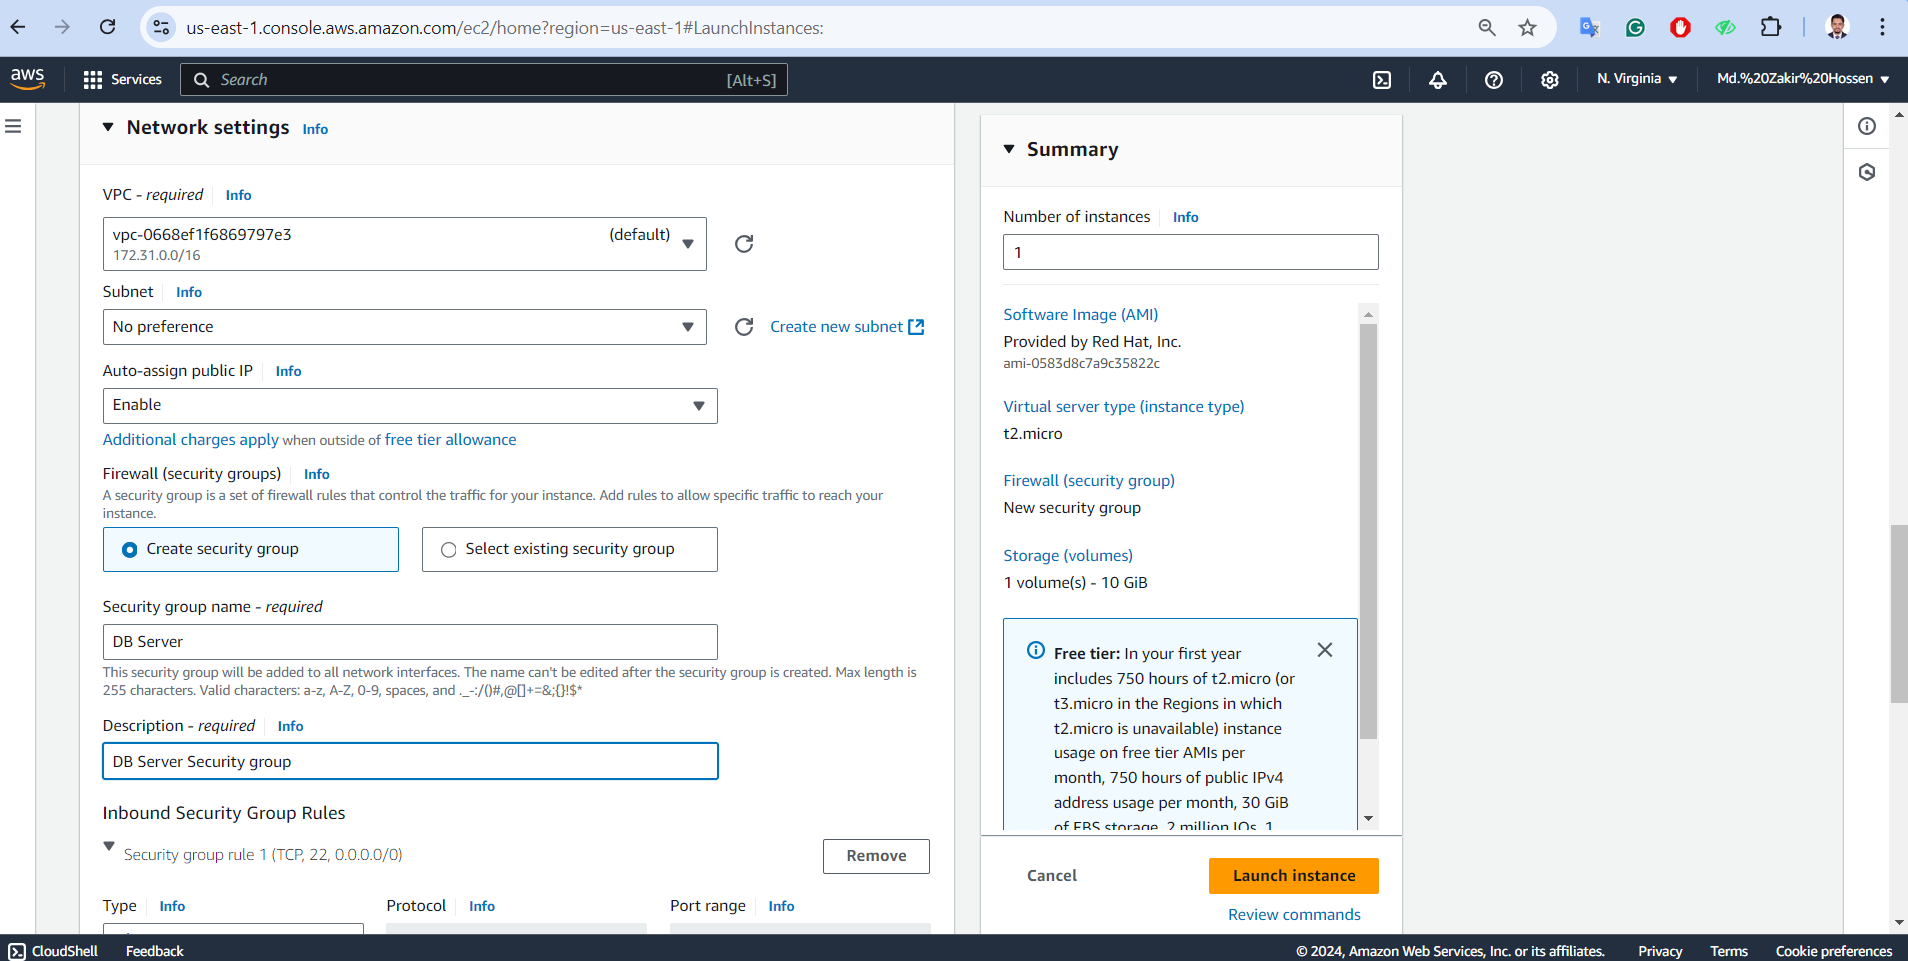 us-east-1.console.aws.amazon.com/ec2/home?region=us-east-1#LaunchInstances:
aws
Services
Search
[Alt+S]
N. Virginia
Md.%20Zakir%20Hossen
Network settings Info
VPC - required Info
vpc-0668ef1f6869797e3 (default)
172.31.0.0/16
Subnet Info
No preference
Create new subnet
Auto-assign public IP Info
Enable
Additional charges apply when outside of free tier allowance
Firewall (security groups) Info
A security group is a set of firewall rules that control the traffic for your instance. Add rules to allow specific traffic to reach your
instance.
Create security group
Select existing security group
Security group name - required
DB Server
This security group will be added to all network interfaces. The name can't be edited after the security group is created. Max length is
255 characters. Valid characters: a-z, A-Z, 0-9, spaces, and ._-:/()#,@[]+=&;{}!$*
Description - required Info
DB Server Security group
Inbound Security Group Rules
Security group rule 1 (TCP, 22, 0.0.0.0/0)
Remove
Type Info
Protocol Info
Port range Info
Summary
Number of instances Info
1
Software Image (AMI)
Provided by Red Hat, Inc.
ami-0583d8c7a9c35822c
Virtual server type (instance type)
t2.micro
Firewall (security group)
New security group
Storage (volumes)
1 volume(s) - 10 GiB
Free tier: In your first year
includes 750 hours of t2.micro (or
t3.micro in the Regions in which
t2.micro is unavailable) instance
usage on free tier AMIs per
month, 750 hours of public IPv4
address usage per month, 30 GiB
of EBS storage, 2 million IOs, 1
Cancel
Launch instance
Review commands
CloudShell
Feedback
© 2024, Amazon Web Services, Inc. or its affiliates.
Privacy
Terms
Cookie preferences